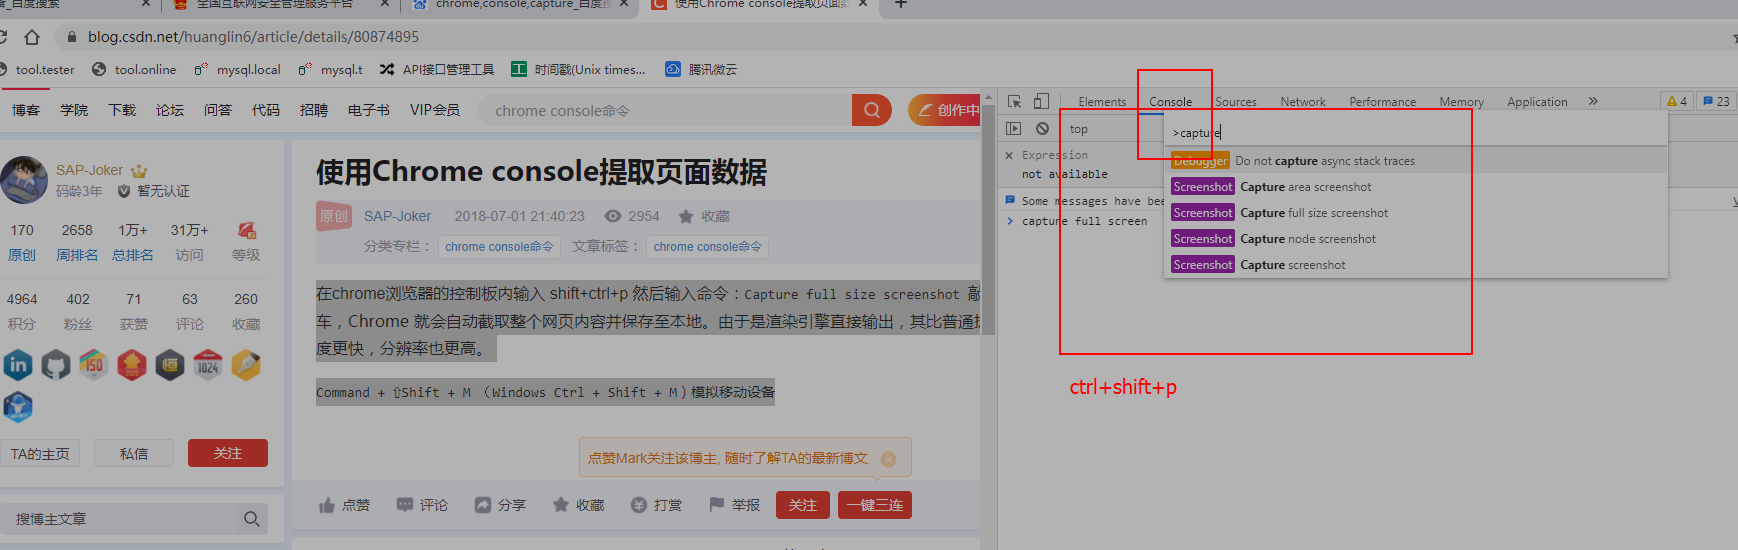 备_百度搜索
全国互联网安全管理服务平台
chrome,console,capture_百度搜
使用Chrome console提取页面数
blog.csdn.net/huanglin6/article/details/80874895
tool.tester
tool.online
mysql.local
mysql.t
API接口管理工具
时间戳(Unix times...
腾讯微云
博客
学院
下载
论坛
问答
代码
招聘
电子书
VIP会员
chrome console命令
创作中
SAP-Joker
码龄3年
暂无认证
170
2658
1万+
31万+
原创
周排名
总排名
访问
等级
4964
402
71
63
260
积分
粉丝
获赞
评论
收藏
150
1024
TA的主页
私信
关注
搜博主文章
使用Chrome console提取页面数据
原创
SAP-Joker
2018-07-01 21:40:23
2954
收藏
分类专栏：
chrome console命令
文章标签：
chrome console命令
在chrome浏览器的控制板内输入 shift+ctrl+p 然后输入命令：Capture full size screenshot 敲
车，Chrome 就会自动截取整个网页内容并保存至本地。由于是渲染引擎直接输出，其比普通
度更快，分辨率也更高。
Command + ⇧Shift + M （Windows Ctrl + Shift + M）模拟移动设备
点赞Mark关注该博主, 随时了解TA的最新博文
点赞
评论
分享
收藏
打赏
举报
关注
一键三连
Elements
Console
Sources
Network
Performance
Memory
Application
»
4
23
top
>capture
Expression
not available
Some messages have bee
capture full screen
Debugger Do not capture async stack traces
Screenshot Capture area screenshot
Screenshot Capture full size screenshot
Screenshot Capture node screenshot
Screenshot Capture screenshot
ctrl+shift+p